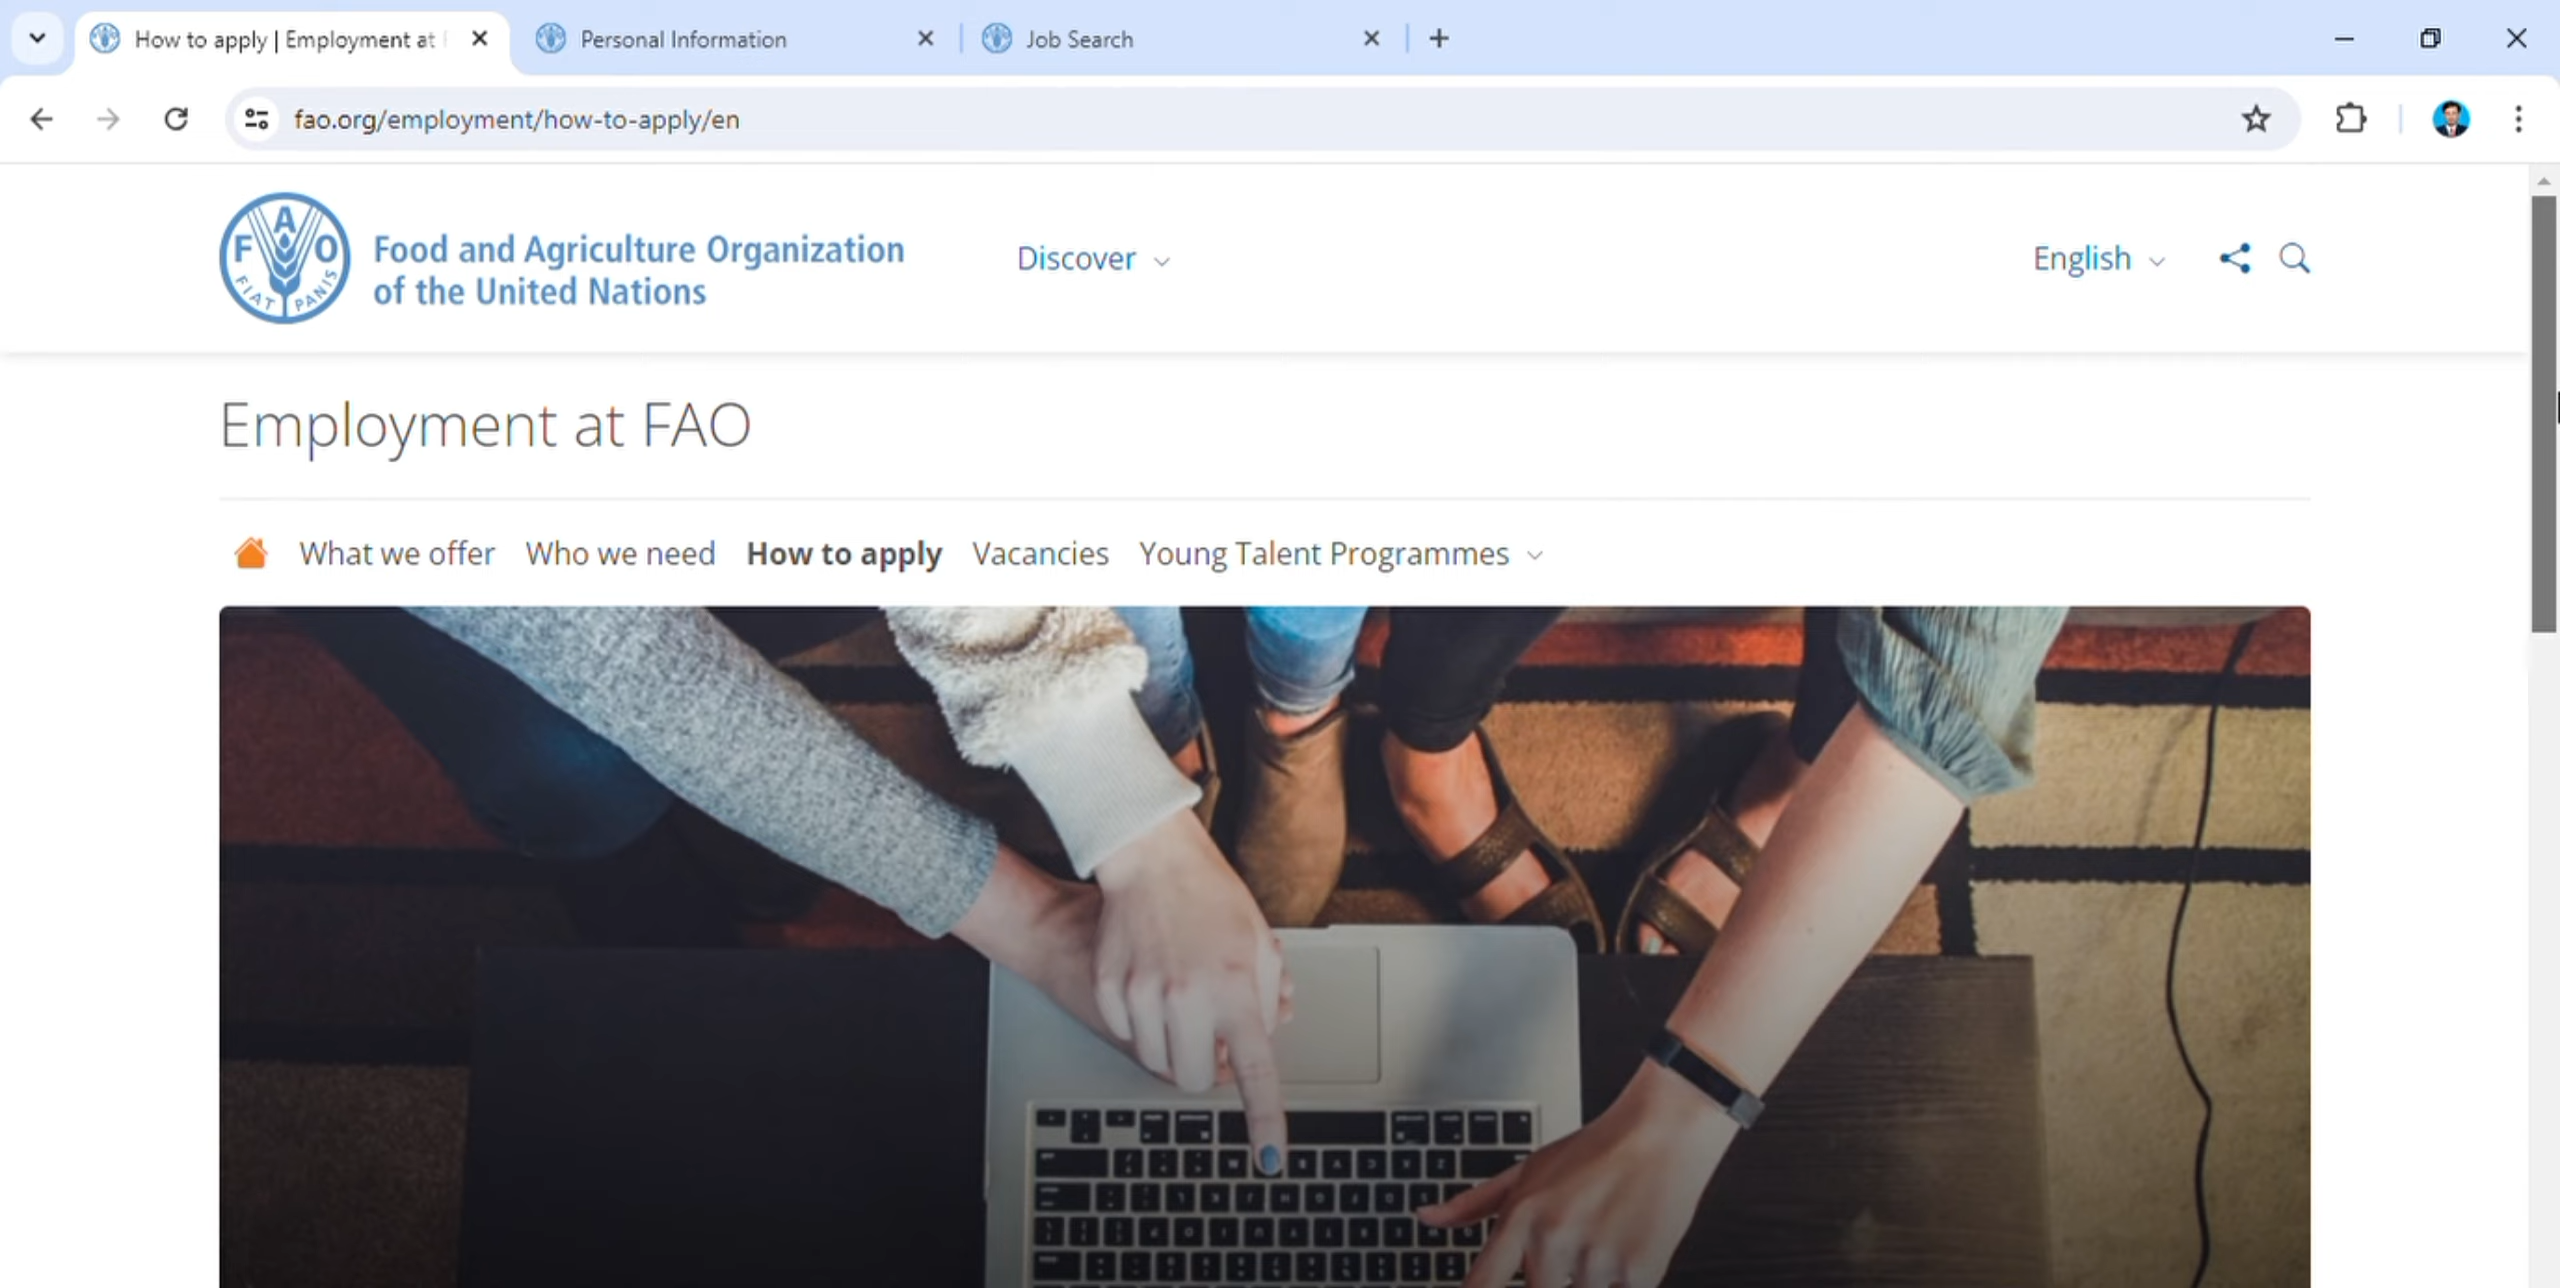 How to apply | Employment at
Personal Information
Job Search
fao.org/employment/how-to-apply/en
F A O
FIAT PANIS
Food and Agriculture Organization
of the United Nations
Discover
English
Employment at FAO
What we offer
Who we need
How to apply
Vacancies
Young Talent Programmes